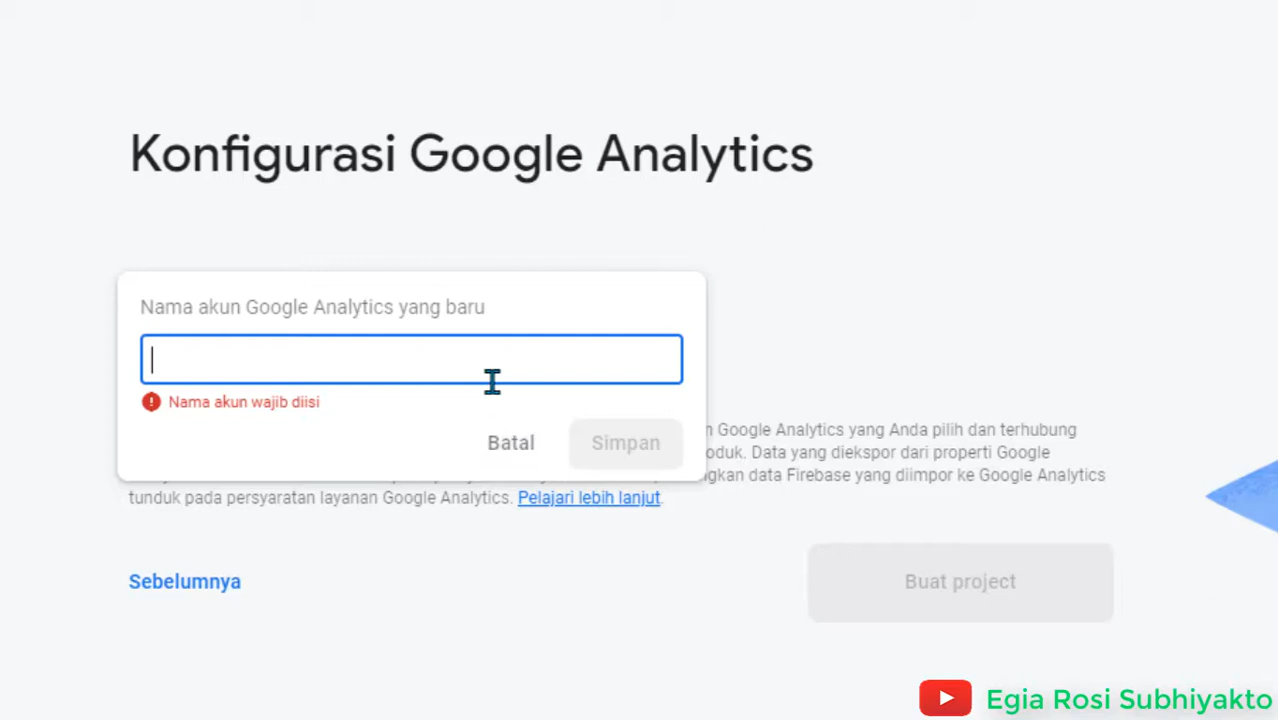 Konfigurasi Google Analytics
Nama akun Google Analytics yang baru
Nama akun wajib diisi
Batal
Simpan
Google Analytics yang Anda pilih dan terhubung
Data yang diekspor dari properti Google
data Firebase yang diimpor ke Google Analytics
tunduk pada persyaratan layanan Google Analytics. Pelajari lebih lanjut.
Sebelumnya
Buat project
Egia Rosi Subhiyakto